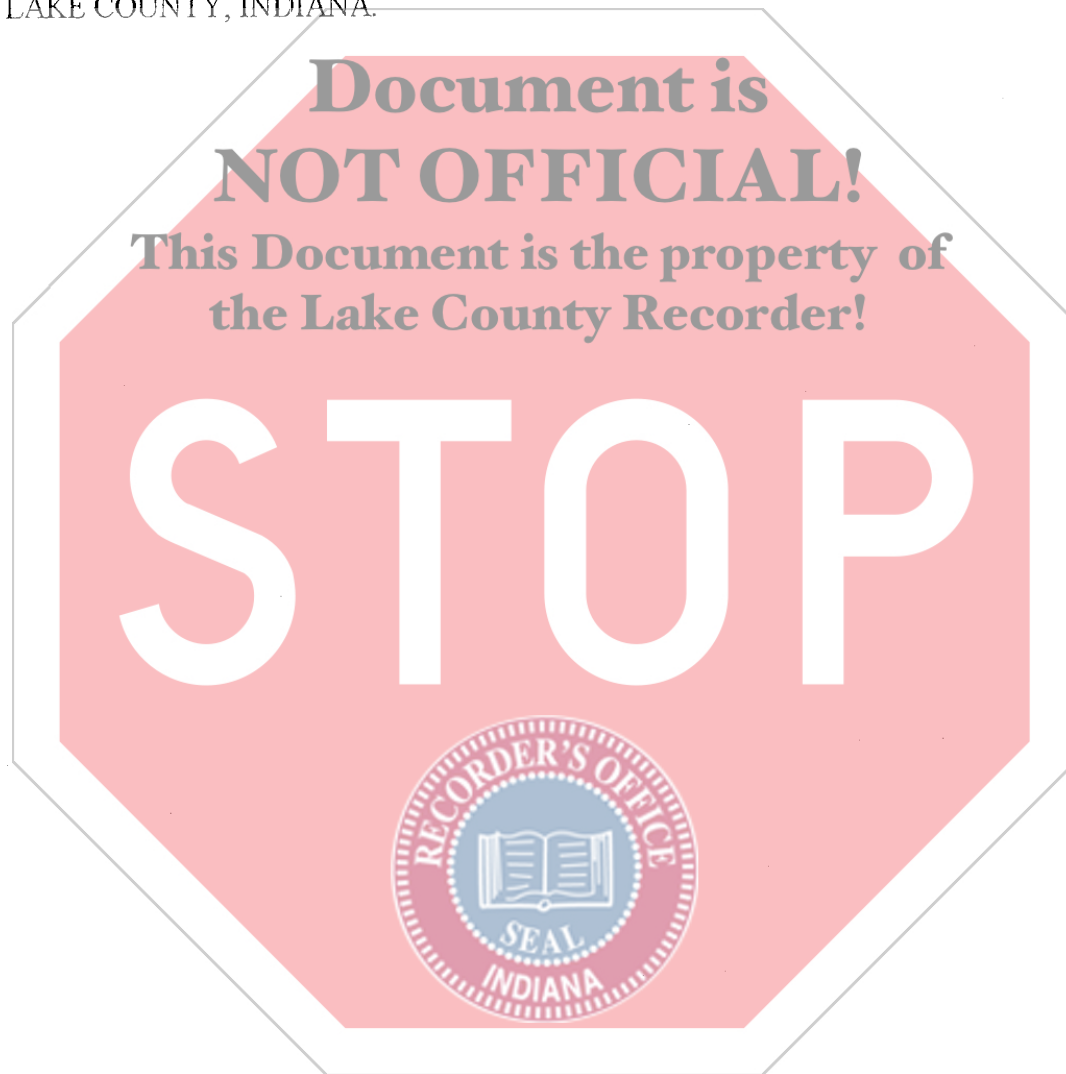 LAKE COUNTY, INDIANA.
Document is
NOT OFFICIAL!
This Document is the property of
the Lake County Recorder!
STOP
RECORDER'S OFFICE
SEAL
INDIANA